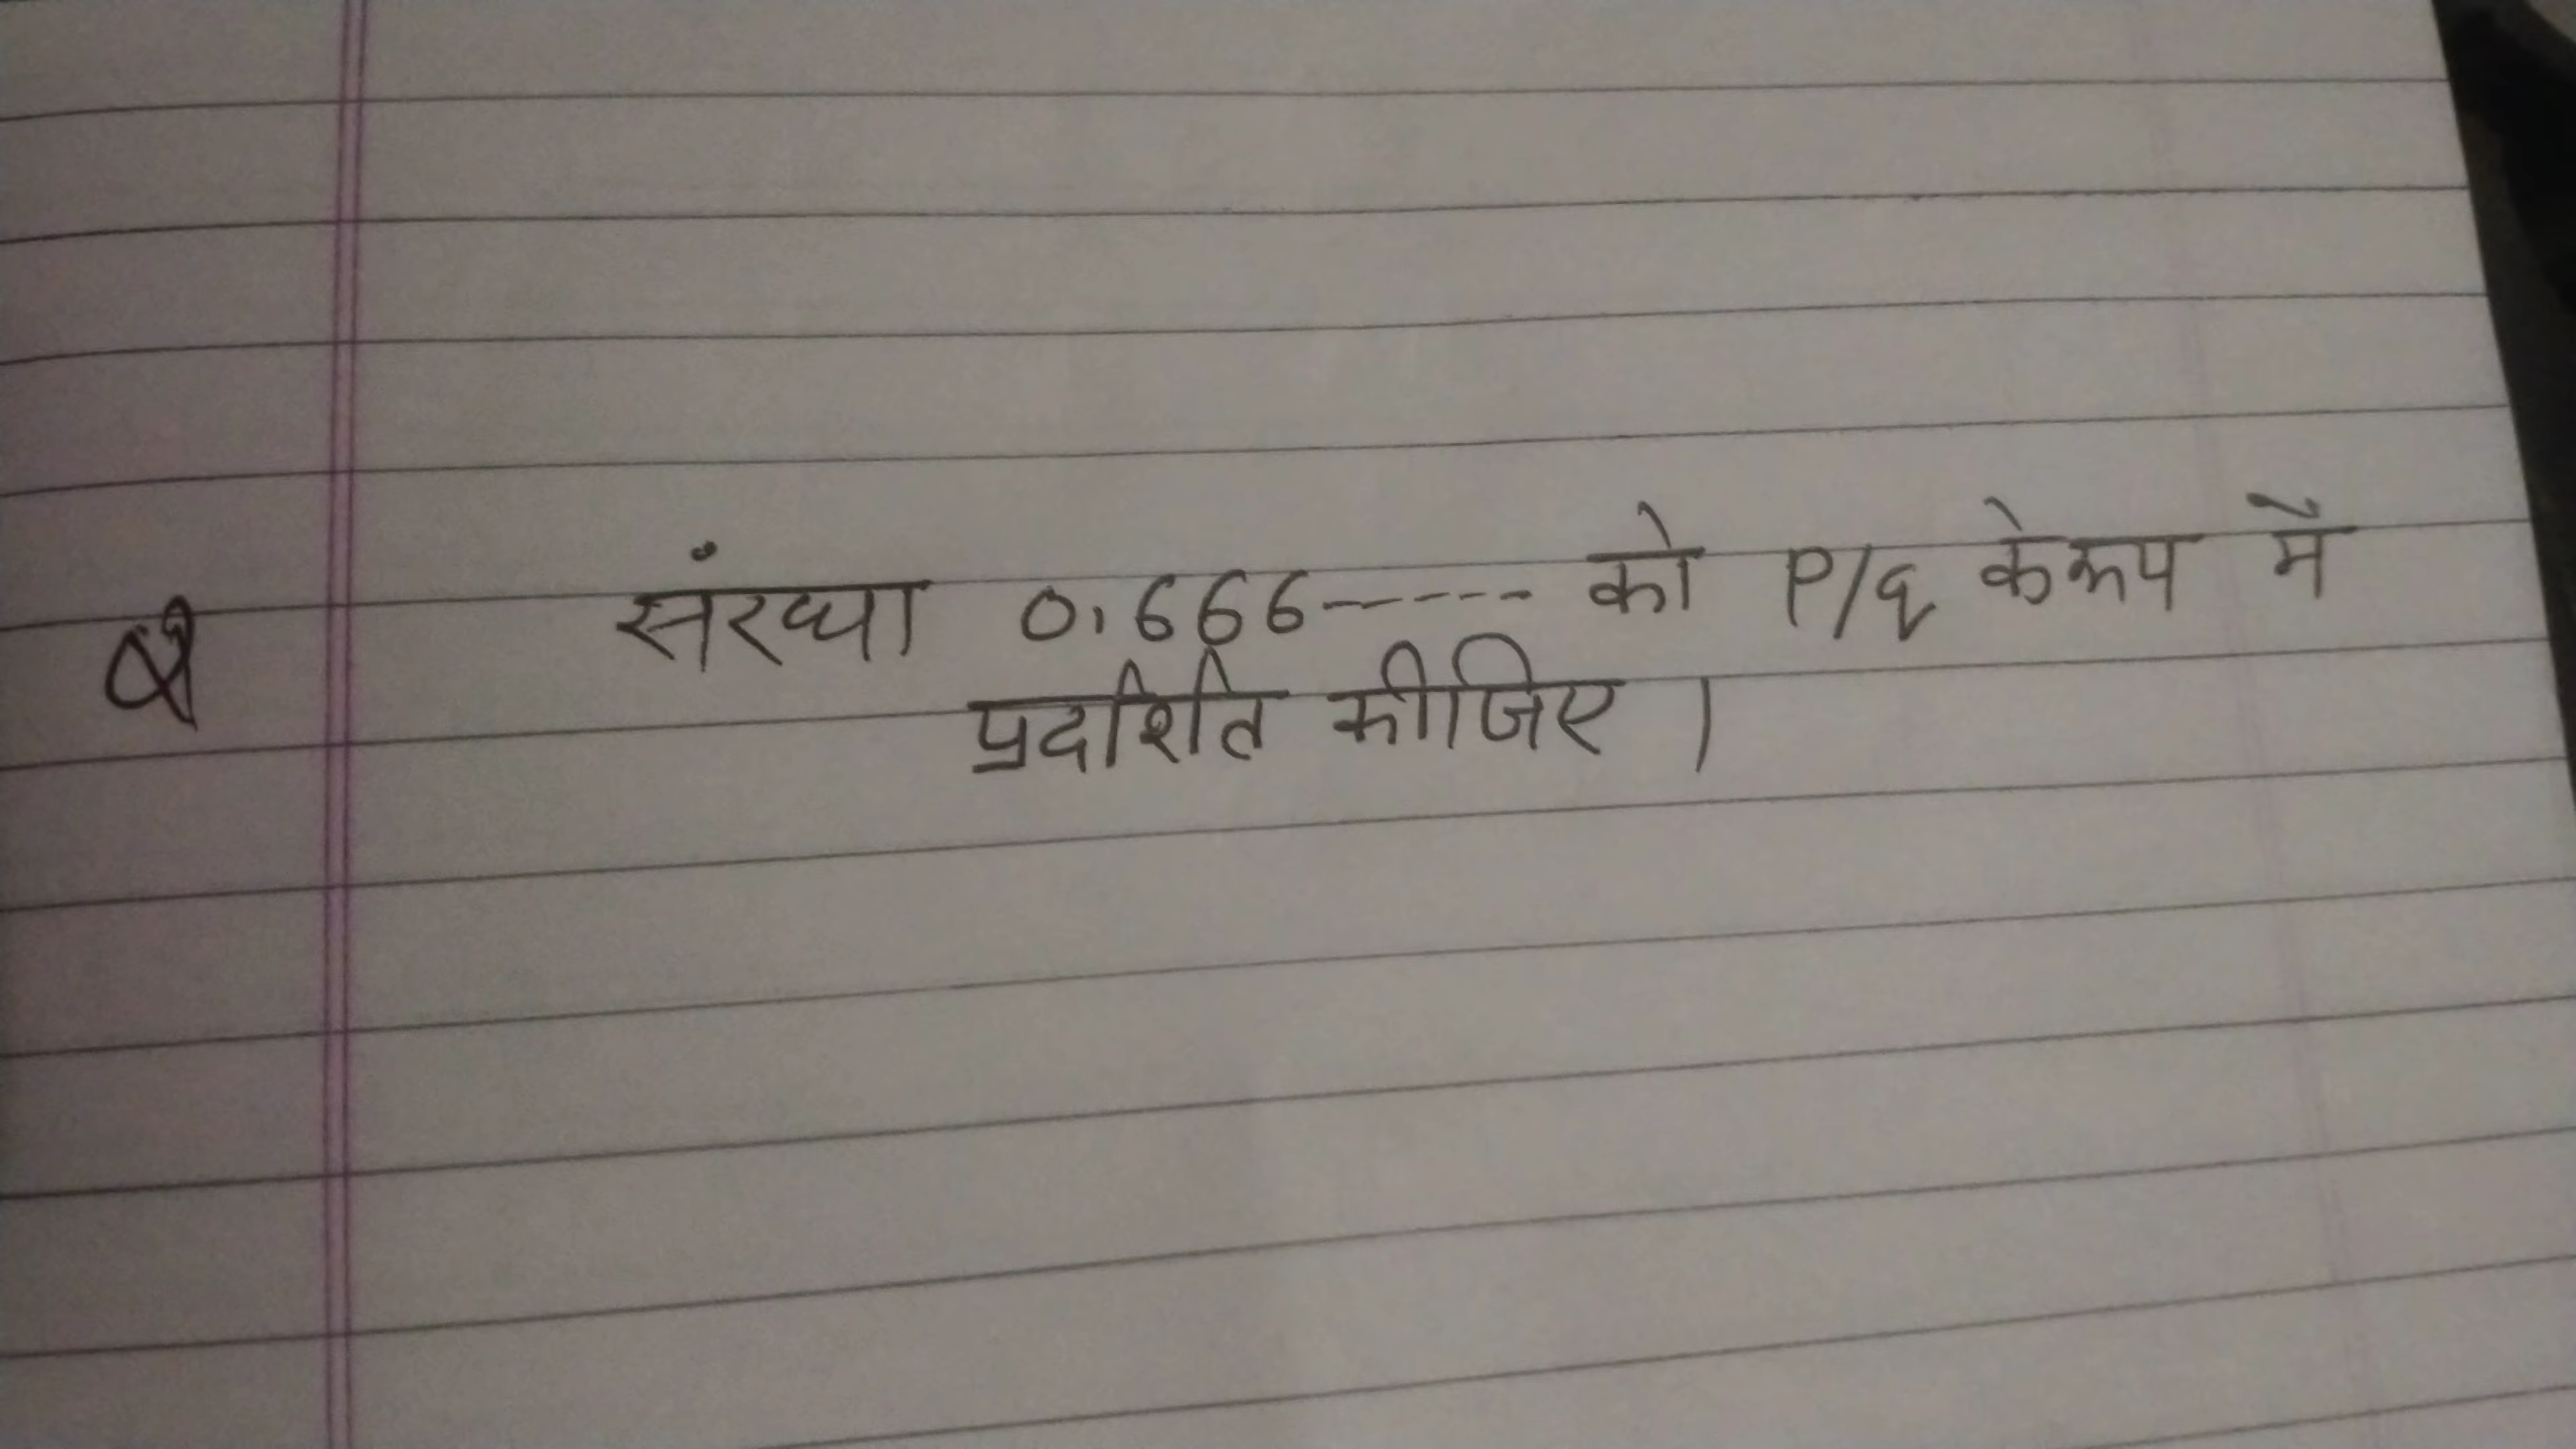 Q संख्या 0.666----- को P/q के रूप में
प्रदर्शित कीजिए ।